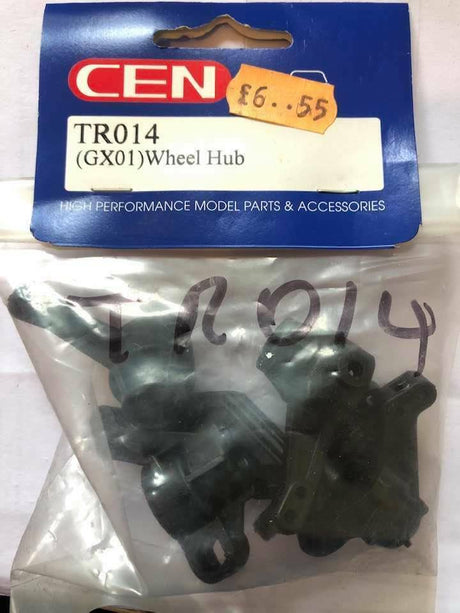 CEN
£6..55
TR014
(GX01)Wheel Hub
HIGH PERFORMANCE MODEL PARTS & ACCESSORIES
TR014